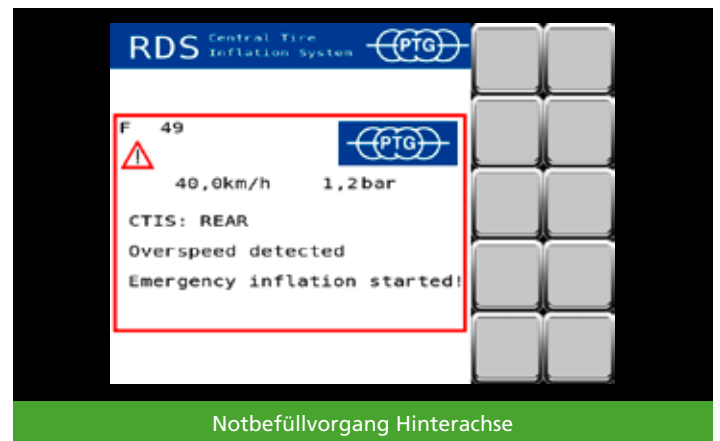 RDS Central Tire Inflation System PTG
F 49
PTG
40,0km/h 1,2bar
CTIS: REAR
Overspeed detected
Emergency inflation started!
Notbefüllvorgang Hinterachse